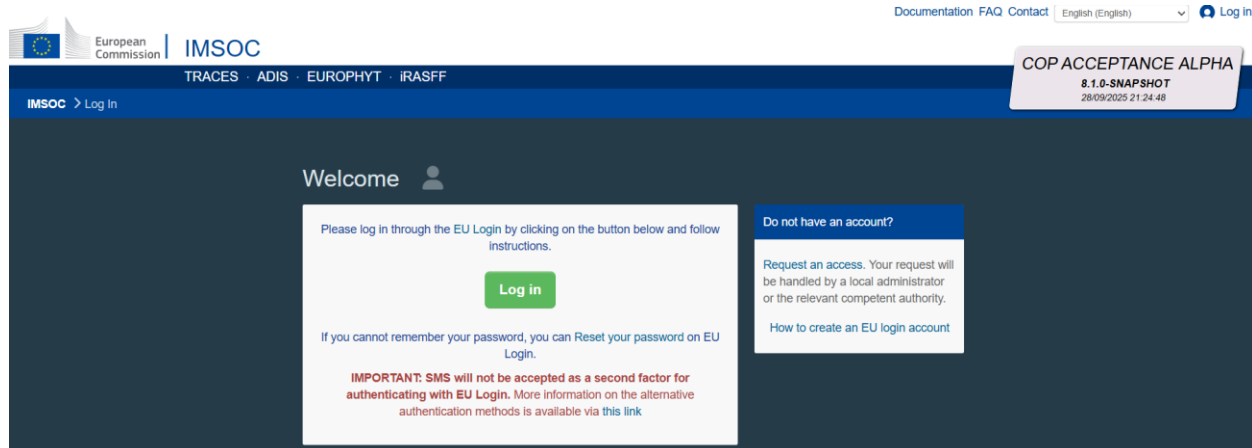 Documentation FAQ Contact English (English) Log in
European
Commission
IMSOC
TRACES · ADIS · EUROPHYT · iRASFF
COP ACCEPTANCE ALPHA
8.1.0-SNAPSHOT
28/09/2025 21:24:48
IMSOC > Log In
Welcome
Please log in through the EU Login by clicking on the button below and follow
instructions.
Log in
If you cannot remember your password, you can Reset your password on EU
Login.
IMPORTANT: SMS will not be accepted as a second factor for
authenticating with EU Login. More information on the alternative
authentication methods is available via this link
Do not have an account?
Request an access. Your request will
be handled by a local administrator
or the relevant competent authority.
How to create an EU login account